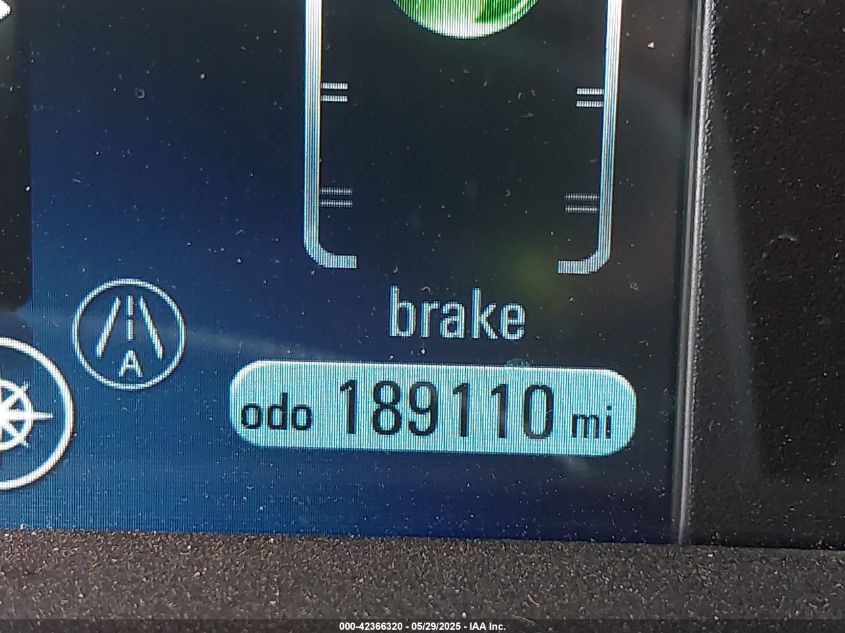 brake
A
odo 189110 mi
000-42366320 - 05/29/2025 - IAA Inc.